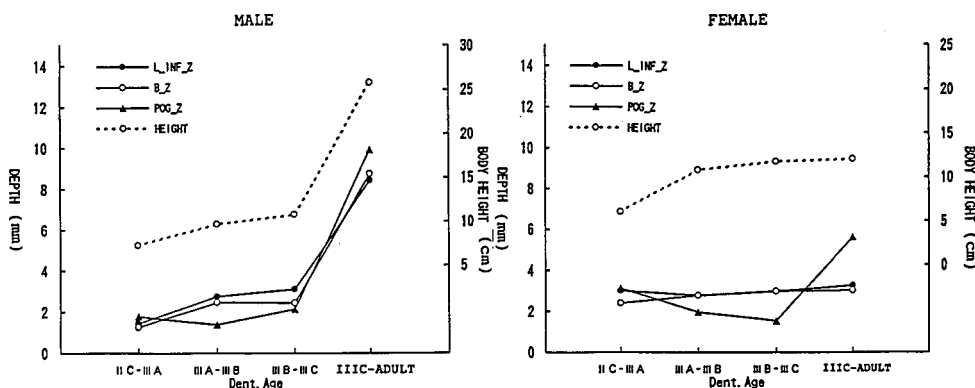 MALE
14
12
10
8
6
4
2
0
DEPTH (mm)
L_INF_Z
B_Z
POG_Z
HEIGHT
30
25
20
15
10
5
BODY HEIGHT (Cm)
ⅡC-ⅢA ⅢA-ⅢB ⅢB-ⅢC IIIC-ADULT
Dent. Age
FEMALE
14
12
10
8
6
4
2
0
DEPTH (mm)
L_INF_Z
B_Z
POG_Z
HEIGHT
25
20
15
10
5
0
BODY HEIGHT (Cm)
ⅡC-ⅢA ⅢA-ⅢB ⅢB-ⅢC IIIC-ADULT
Dent. Age